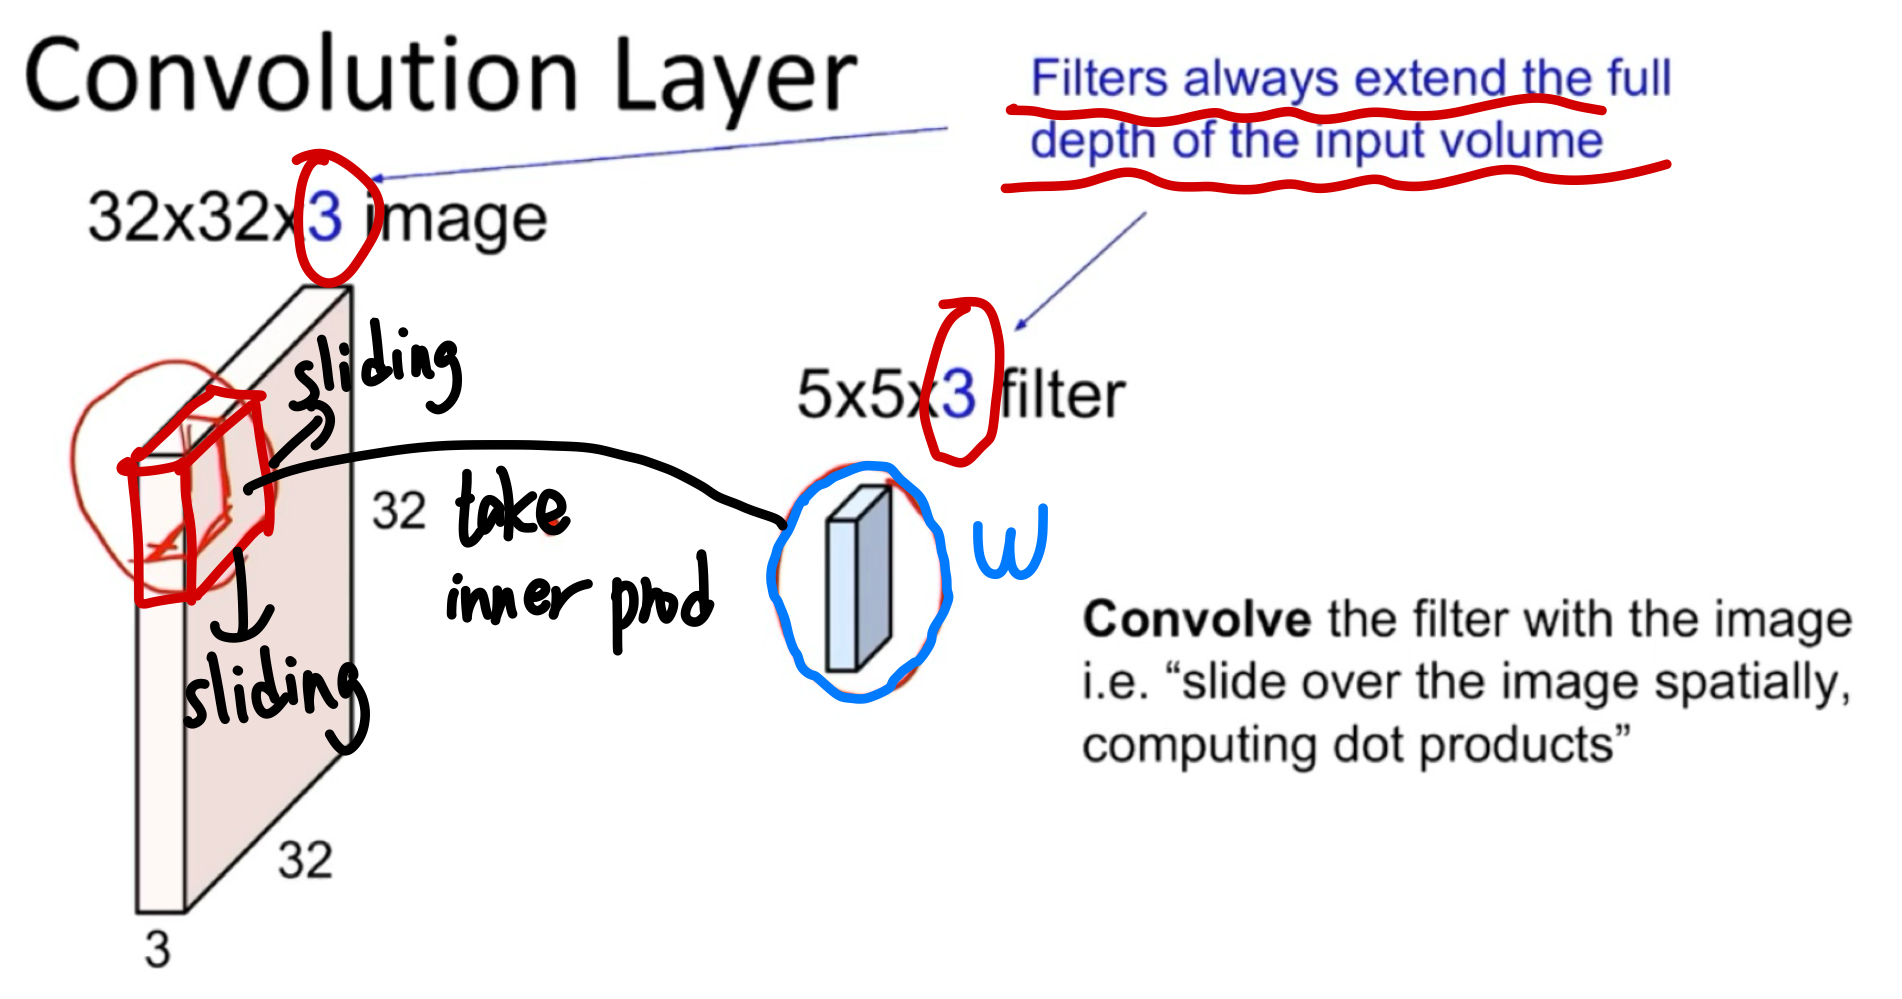 Convolution Layer
Filters always extend the full
depth of the input volume
32x32x3 image
sliding
5x5x3 filter
32
take
inner prod
W
sliding
Convolve the filter with the image
i.e. “slide over the image spatially,
computing dot products”
32
3